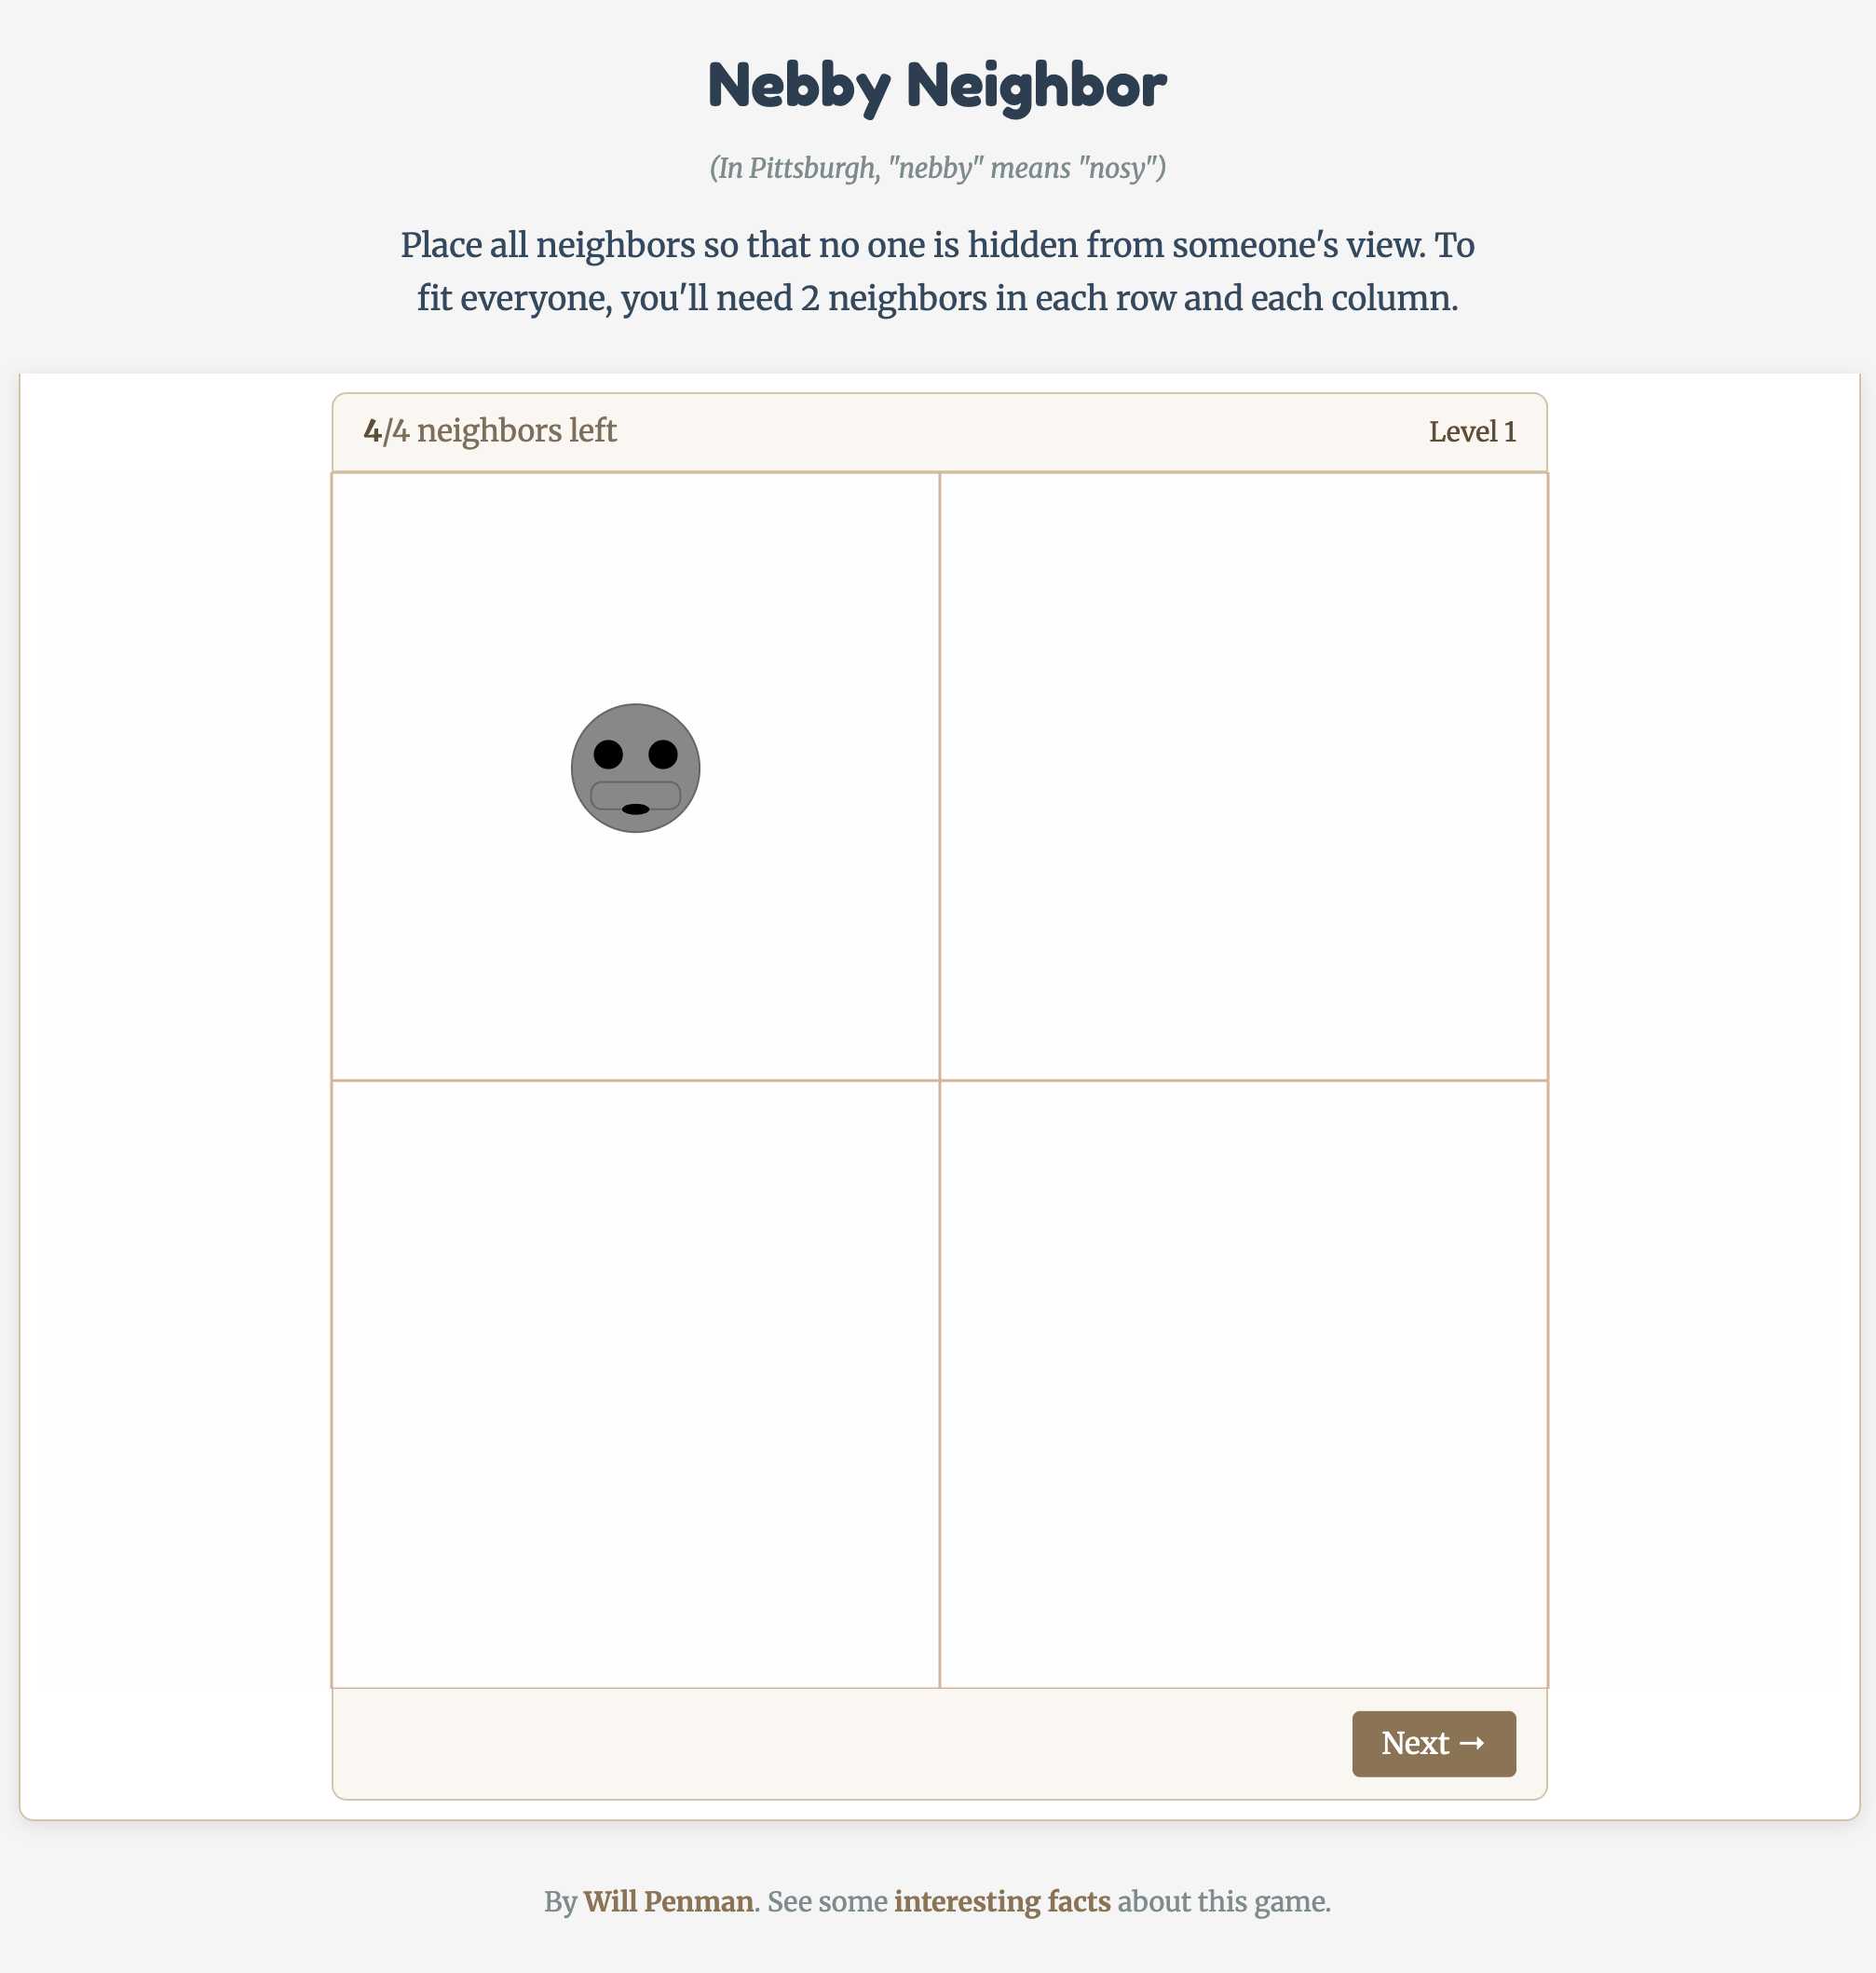 Nebby Neighbor
(In Pittsburgh, "nebby" means "nosy")
Place all neighbors so that no one is hidden from someone's view. To
fit everyone, you'll need 2 neighbors in each row and each column.
4/4 neighbors left
Level 1
Next →
By Will Penman. See some interesting facts about this game.